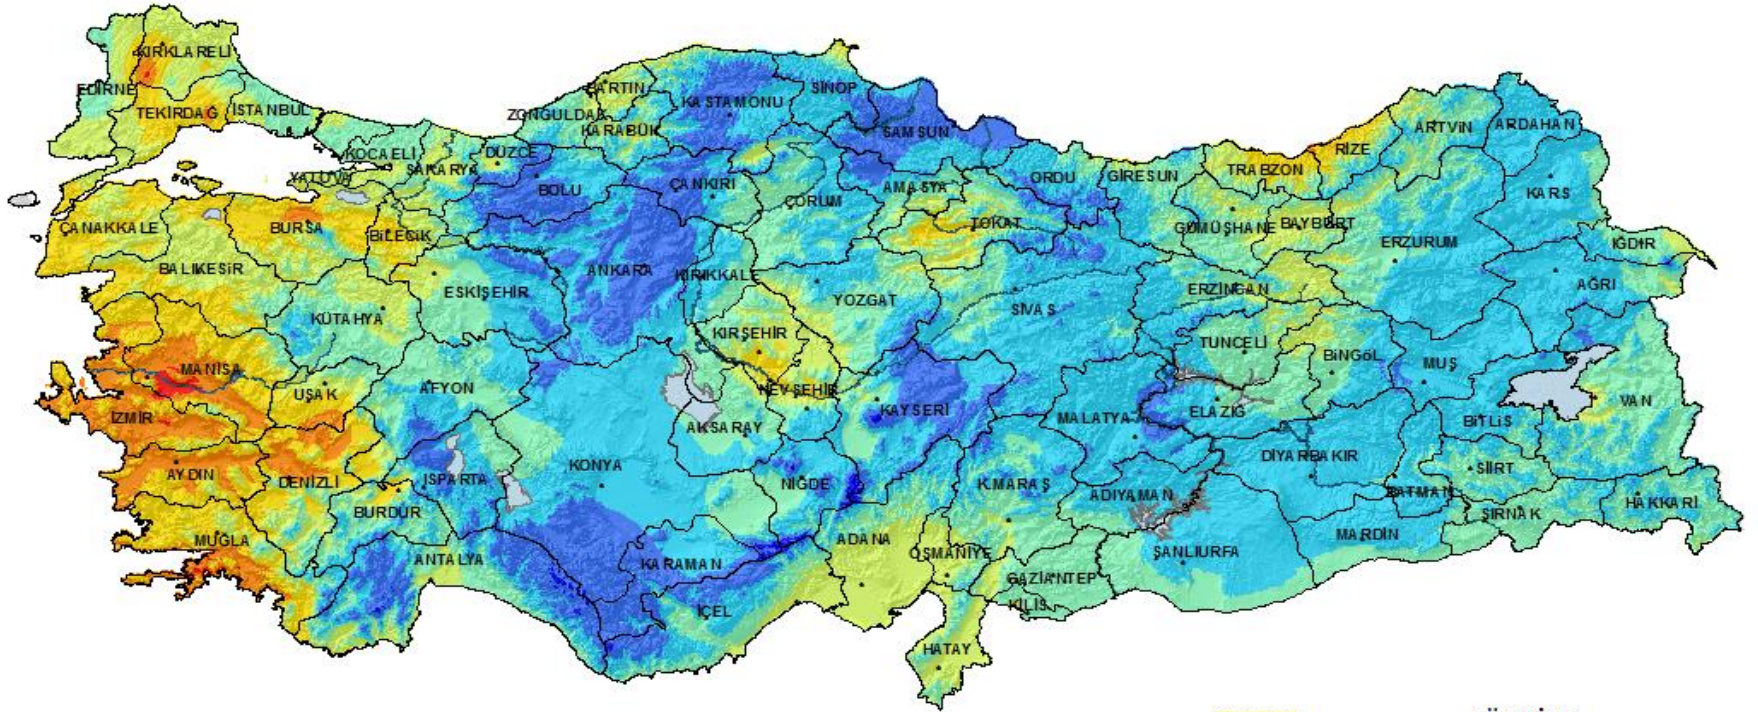 KIRKLARELİ
EDİRNE
TEKİRDAĞ
İSTANBUL
KOCAELİ
YALOVA
SAKARYA
DÜZCE
ZONGULDAK
BARTIN
KARABÜK
KASTAMONU
SİNOP
SAMSUN
BOLU
ÇANKIRI
ÇORUM
AMASYA
ORDU
GİRESUN
TRABZON
RİZE
ARTVİN
ARDAHAN
KARS
ÇANAKKALE
BURSA
BİLECİK
TOKAT
GÜMÜŞHANE
BAYBURT
ERZURUM
IĞDIR
BALIKESİR
ESKİŞEHİR
ANKARA
KIRIKKALE
YOZGAT
SİVAS
ERZİNCAN
AĞRI
KÜTAHYA
KIRŞEHİR
TUNCELİ
BİNGÖL
MUŞ
MANİSA
UŞAK
AFYON
NEVŞEHİR
KAYSERİ
MALATYA
ELAZIĞ
BİTLİS
VAN
İZMİR
AKSARAY
AYDIN
DENİZLİ
ISPARTA
KONYA
NİĞDE
K.MARAŞ
ADIYAMAN
DİYARBAKIR
SİİRT
BATMAN
ŞIRNAK
HAKKARİ
BURDUR
MUĞLA
ANTALYA
KARAMAN
ADANA
OSMANİYE
ŞANLIURFA
MARDİN
GAZİANTEP
KİLİS
İÇEL
HATAY